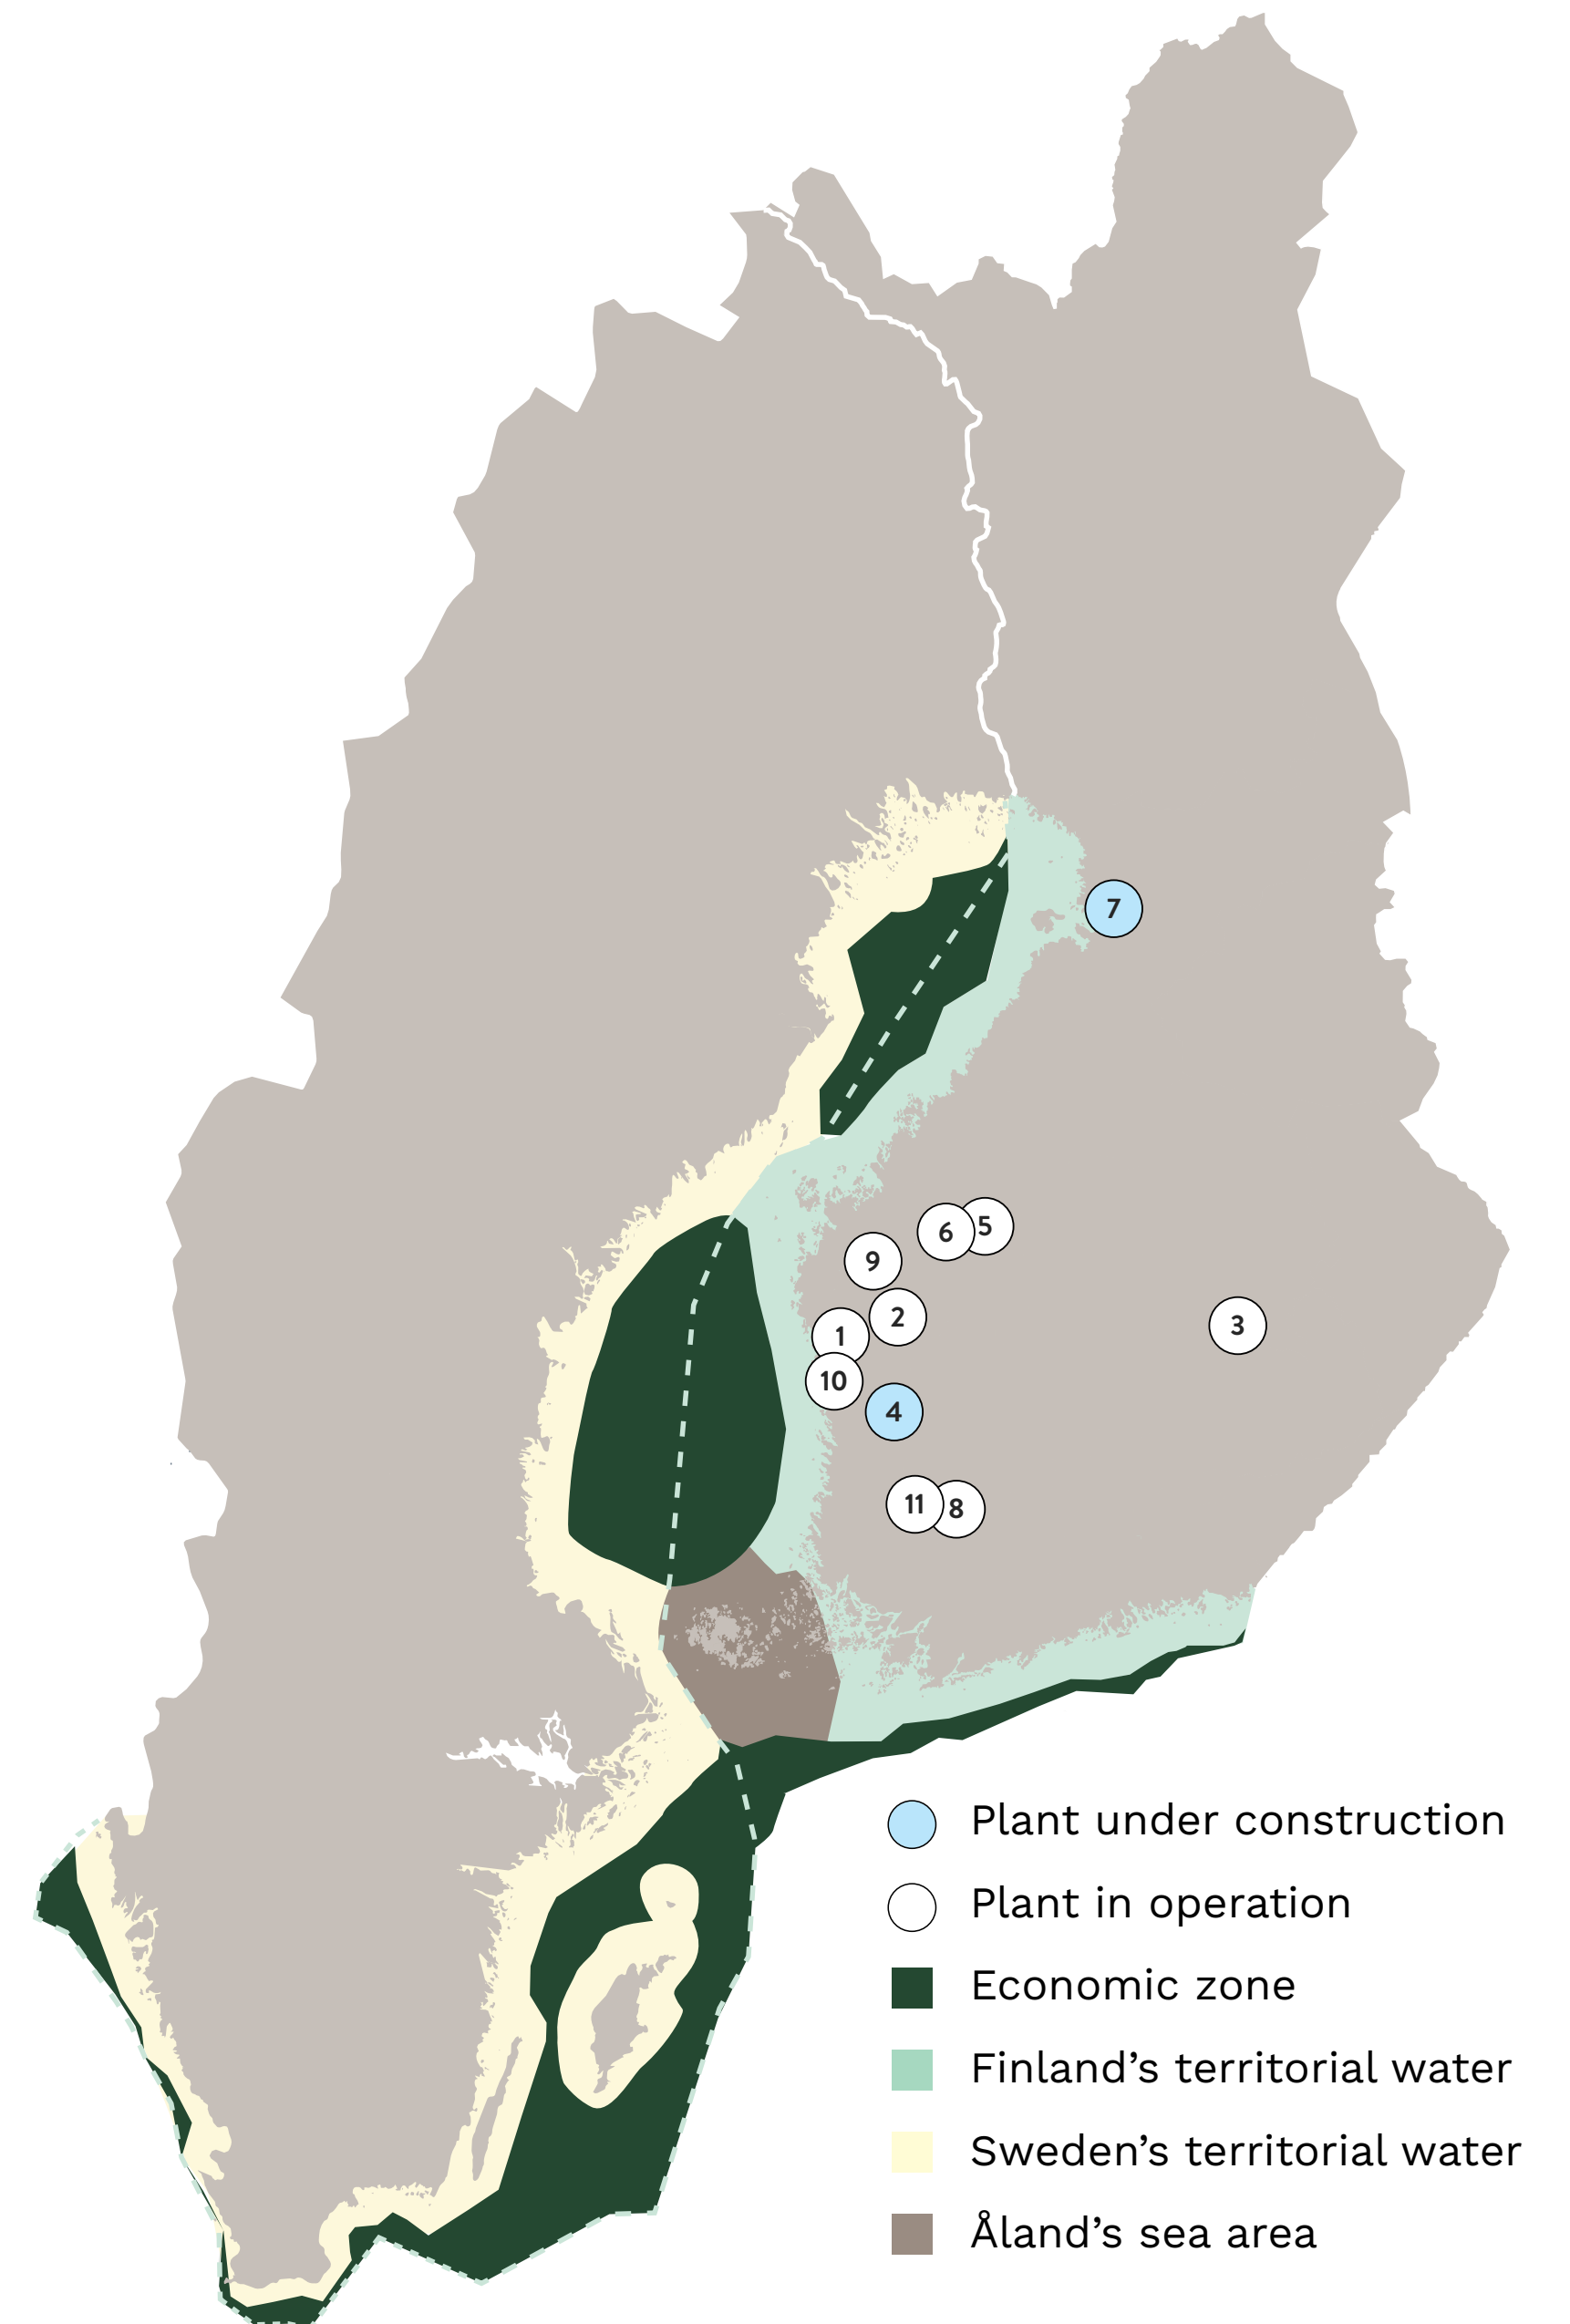 7
5
6
9
2
3
1
10
4
11
8
Plant under construction
Plant in operation
Economic zone
Finland’s territorial water
Sweden’s territorial water
Åland’s sea area